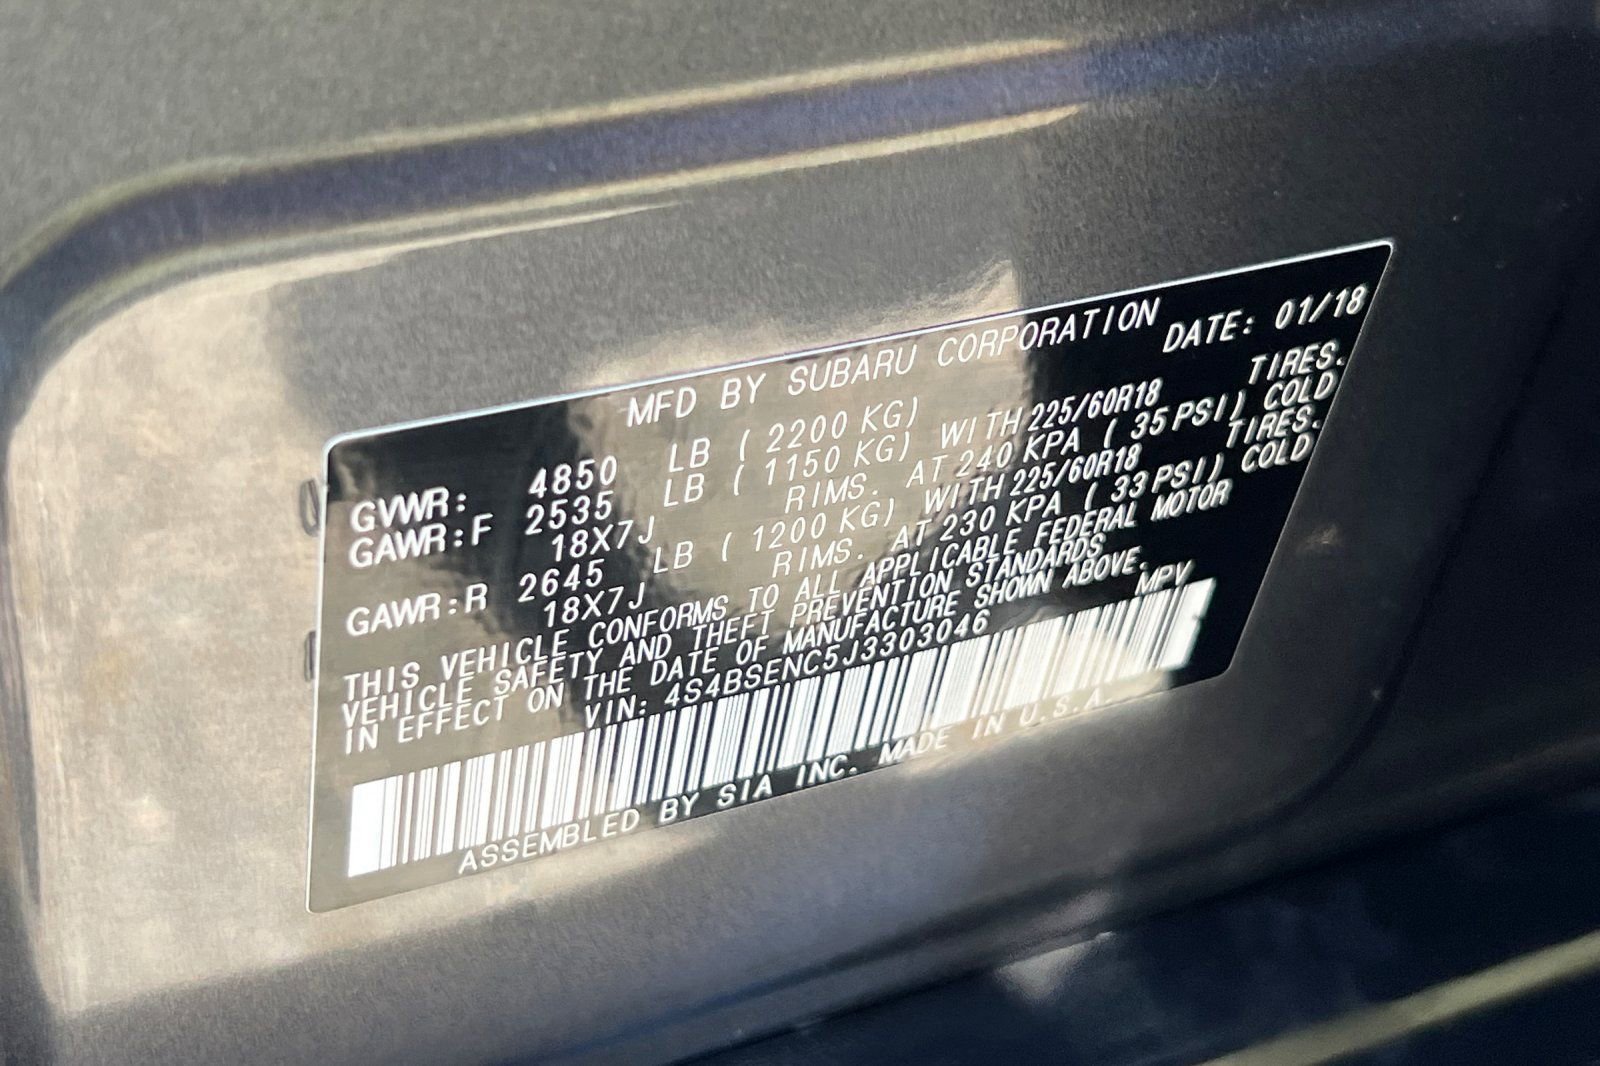 MFD BY SUBARU CORPORATION
DATE: 01/18
GVWR: 4850 LB ( 2200 KG)
GAWR:F 2535 LB ( 1150 KG) WITH 225/60R18 TIRES.
18X7J RIMS. AT 240 KPA ( 35 PSI) COLD
GAWR:R 2645 LB ( 1200 KG) WITH 225/60R18 TIRES.
18X7J RIMS. AT 230 KPA ( 33 PSI) COLD
THIS VEHICLE CONFORMS TO ALL APPLICABLE FEDERAL MOTOR
VEHICLE SAFETY AND THEFT PREVENTION STANDARDS
IN EFFECT ON THE DATE OF MANUFACTURE SHOWN ABOVE.
VIN: 4S4BSENC5J3303046 MPV
ASSEMBLED BY SIA INC. MADE IN U.S.A.